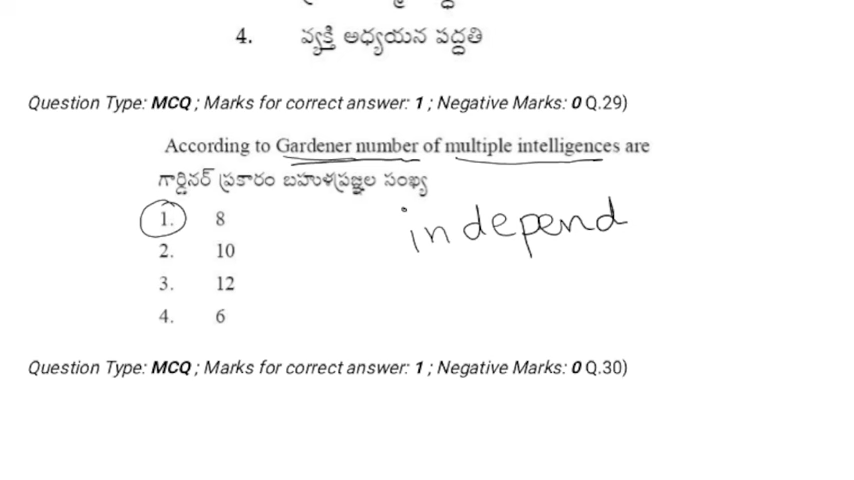 4. వ్యక్తి అధ్యయన పద్ధతి
Question Type: MCQ ; Marks for correct answer: 1 ; Negative Marks: 0 Q.29)
According to Gardener number of multiple intelligences are
గార్డినర్ ప్రకారం బహుళప్రజ్ఞల సంఖ్య
1. 8
independ
2. 10
3. 12
4. 6
Question Type: MCQ ; Marks for correct answer: 1 ; Negative Marks: 0 Q.30)